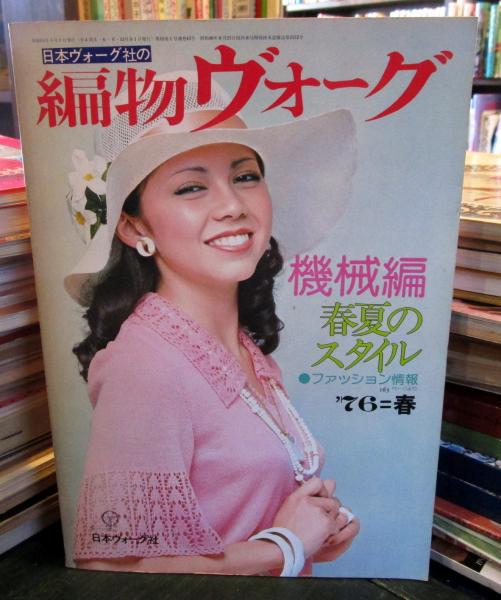 日本ヴォーグ社の
編物ヴォーグ
機械編
春夏の
スタイル
●ファッション情報
'76=春
日本ヴォーグ社